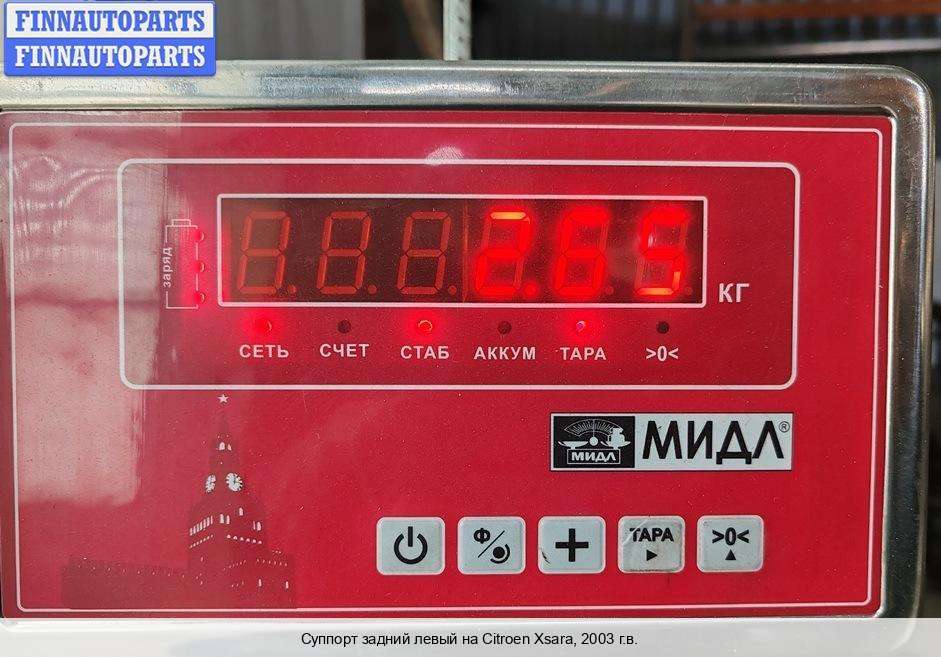 FINNAUTOPARTS
FINNAUTOPARTS
заряд
2.65
КГ
СЕТЬ СЧЕТ СТАБ АККУМ ТАРА >0<
МИДЛ МИДЛ®
Ф/ + ТАРА >0<
Суппорт задний левый на Citroen Xsara, 2003 г.в.